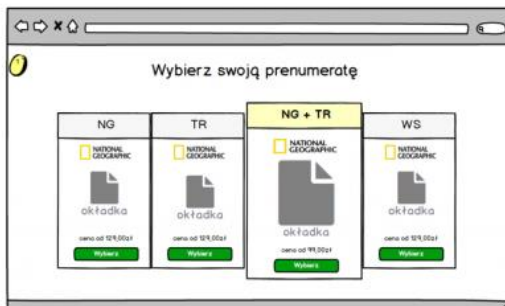 Wybierz swoją prenumeratę
NG
NATIONAL
GEOGRAPHIC
okładka
cena od 129,00zł
Wybierz
TR
NATIONAL
GEOGRAPHIC
okładka
cena od 129,00zł
Wybierz
NG + TR
NATIONAL
GEOGRAPHIC
okładka
cena od 99,00zł
Wybierz
WS
NATIONAL
GEOGRAPHIC
okładka
cena od 129,00zł
Wybierz